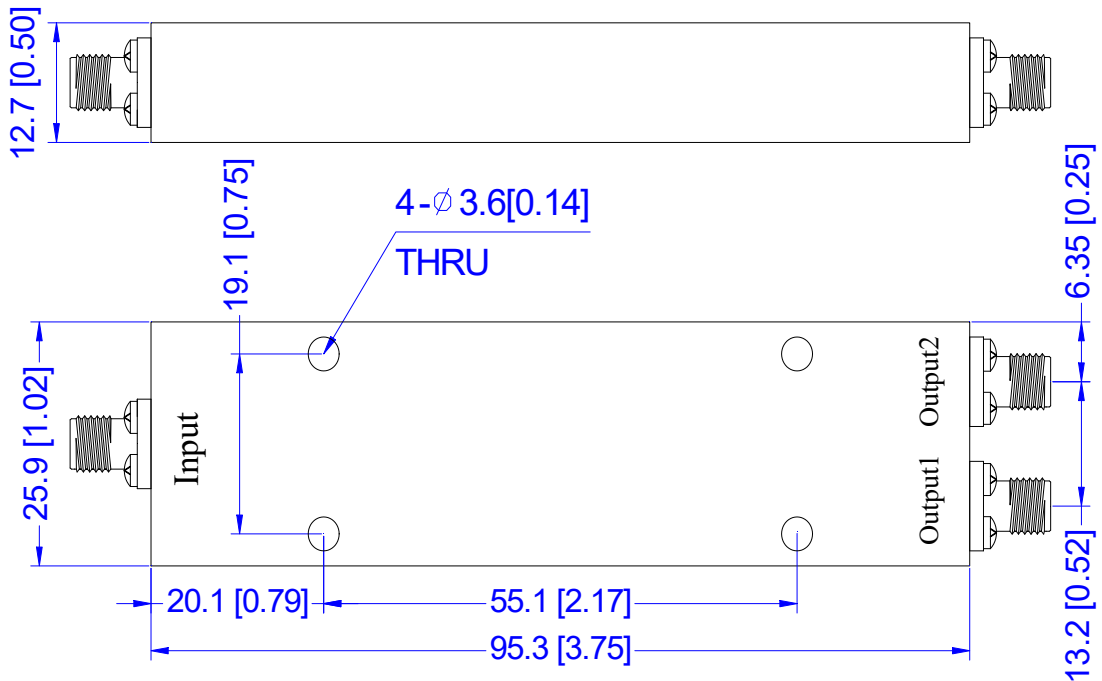 12.7 [0.50]
19.1 [0.75]
4-∅ 3.6[0.14]
THRU
6.35 [0.25]
25.9 [1.02]
Input
Output2
Output1
13.2 [0.52]
20.1 [0.79]
55.1 [2.17]
95.3 [3.75]